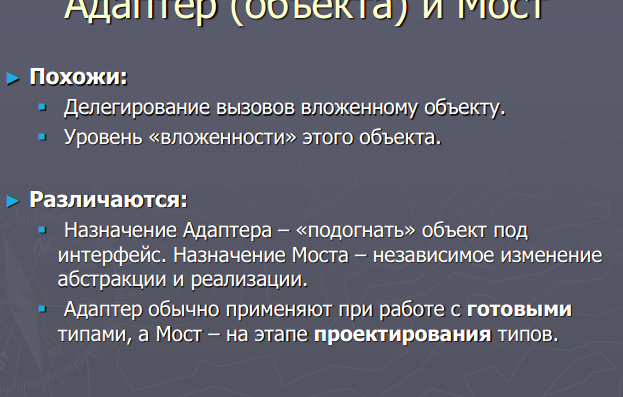 Адаптер (объекта) и Мост
Похожи:
Делегирование вызовов вложенному объекту.
Уровень «вложенности» этого объекта.
Различаются:
Назначение Адаптера – «подогнать» объект под
интерфейс. Назначение Моста – независимое изменение
абстракции и реализации.
Адаптер обычно применяют при работе с готовыми
типами, а Мост – на этапе проектирования типов.